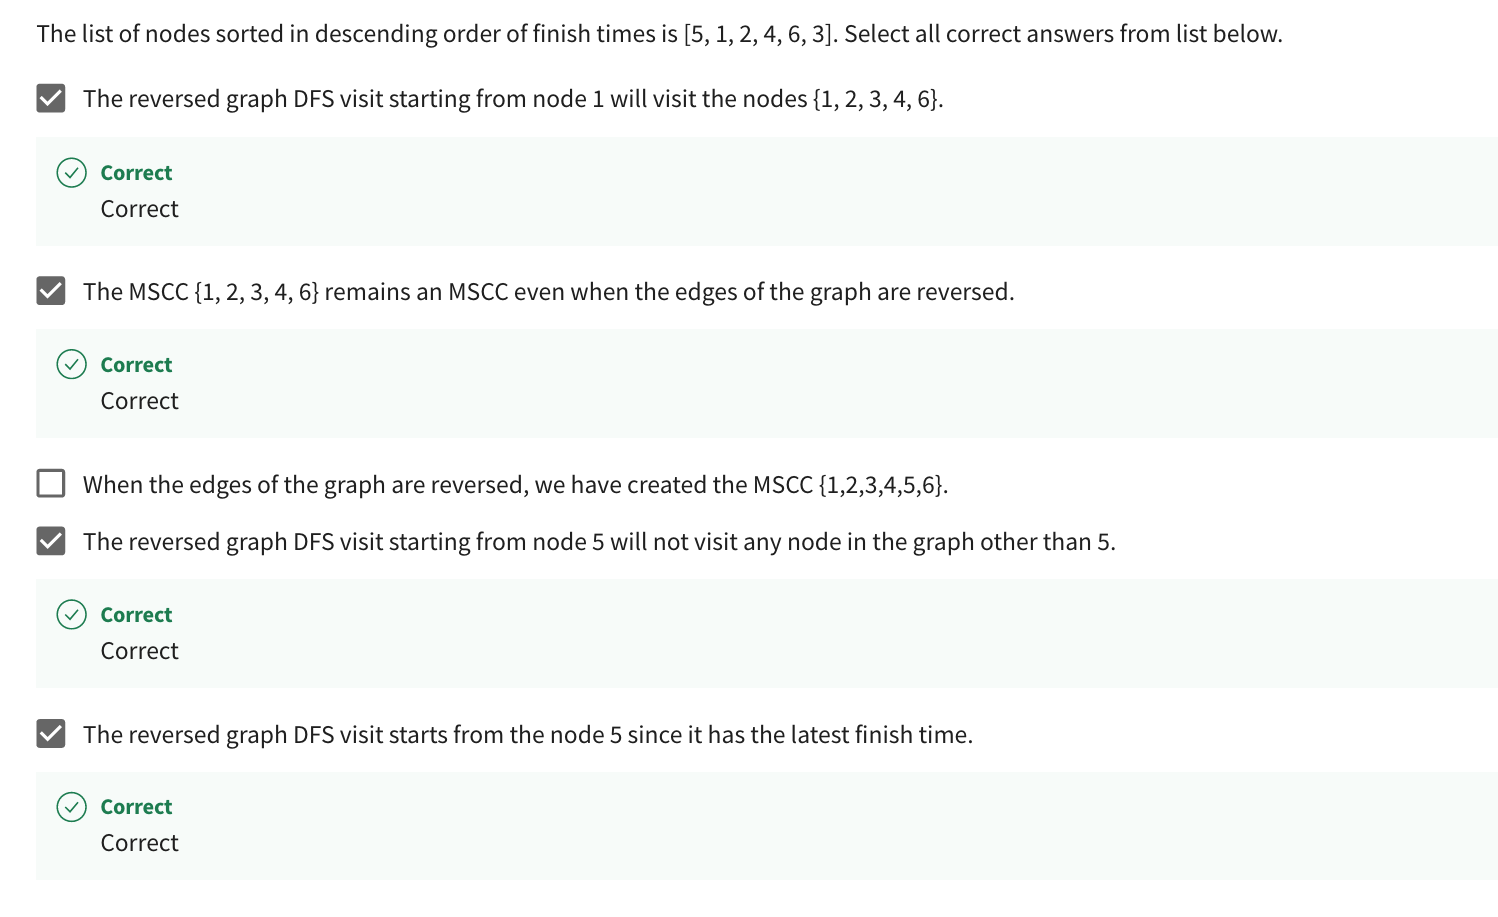 The list of nodes sorted in descending order of finish times is [5, 1, 2, 4, 6, 3]. Select all correct answers from list below.
The reversed graph DFS visit starting from node 1 will visit the nodes {1, 2, 3, 4, 6}.
Correct
Correct
The MSCC {1, 2, 3, 4, 6} remains an MSCC even when the edges of the graph are reversed.
Correct
Correct
When the edges of the graph are reversed, we have created the MSCC {1,2,3,4,5,6}.
The reversed graph DFS visit starting from node 5 will not visit any node in the graph other than 5.
Correct
Correct
The reversed graph DFS visit starts from the node 5 since it has the latest finish time.
Correct
Correct